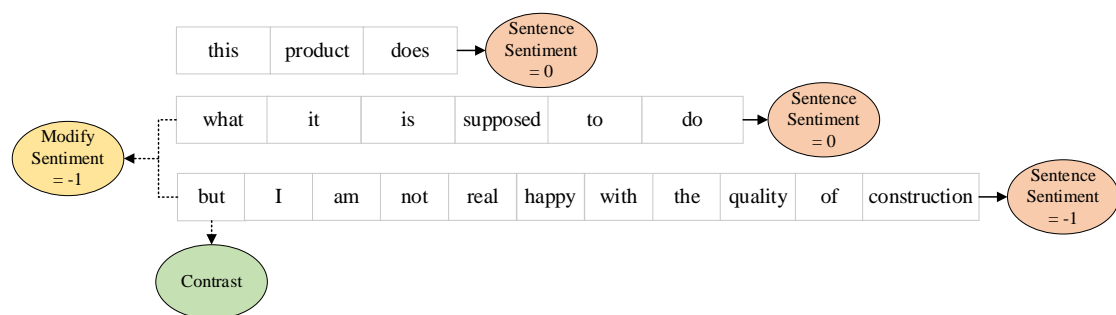 this product does
Sentence
Sentiment
= 0
what it is supposed to do
Sentence
Sentiment
= 0
Modify
Sentiment
= -1
but I am not real happy with the quality of construction
Sentence
Sentiment
= -1
Contrast